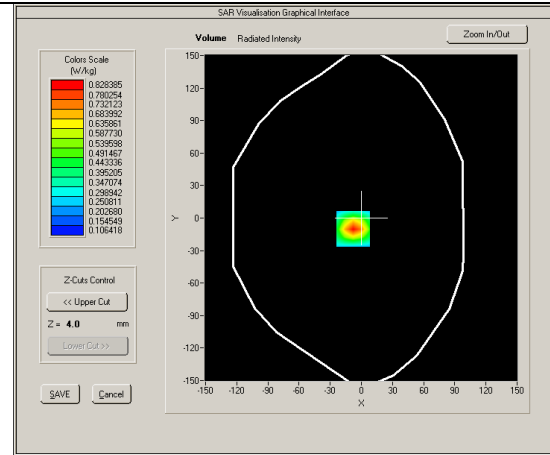 SAR Visualisation Graphical Interface
Volume Radiated Intensity
Zoom In/Out
Colors Scale
(W/kg)
0.828385
0.780254
0.732123
0.683992
0.635861
0.587730
0.539598
0.491467
0.443336
0.395205
0.347074
0.298942
0.250811
0.202680
0.154549
0.106418
Z-Cuts Control
<< Upper Cut
Z = 4.0 mm
Lower Cut >>
SAVE Cancel
150
120
90
60
30
0
-30
-60
-90
-120
-150
Y
-150 -120 -90 -60 -30 0 30 60 90 120 150
X